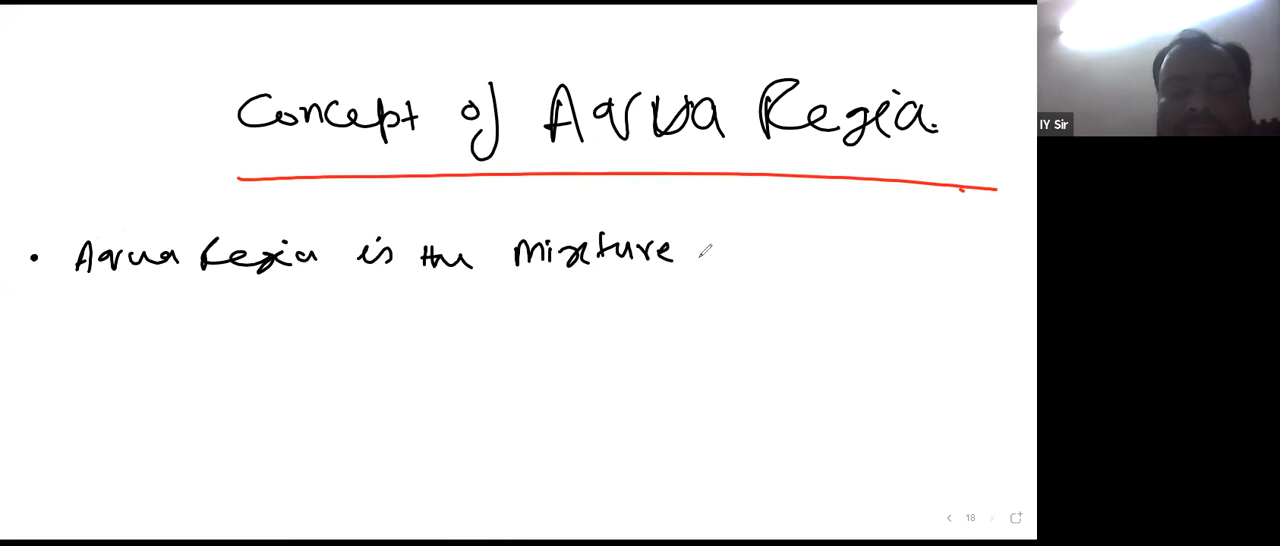 Concept of Aqua Regia.
• Aqua Regia is the Mixture
IY Sir
18